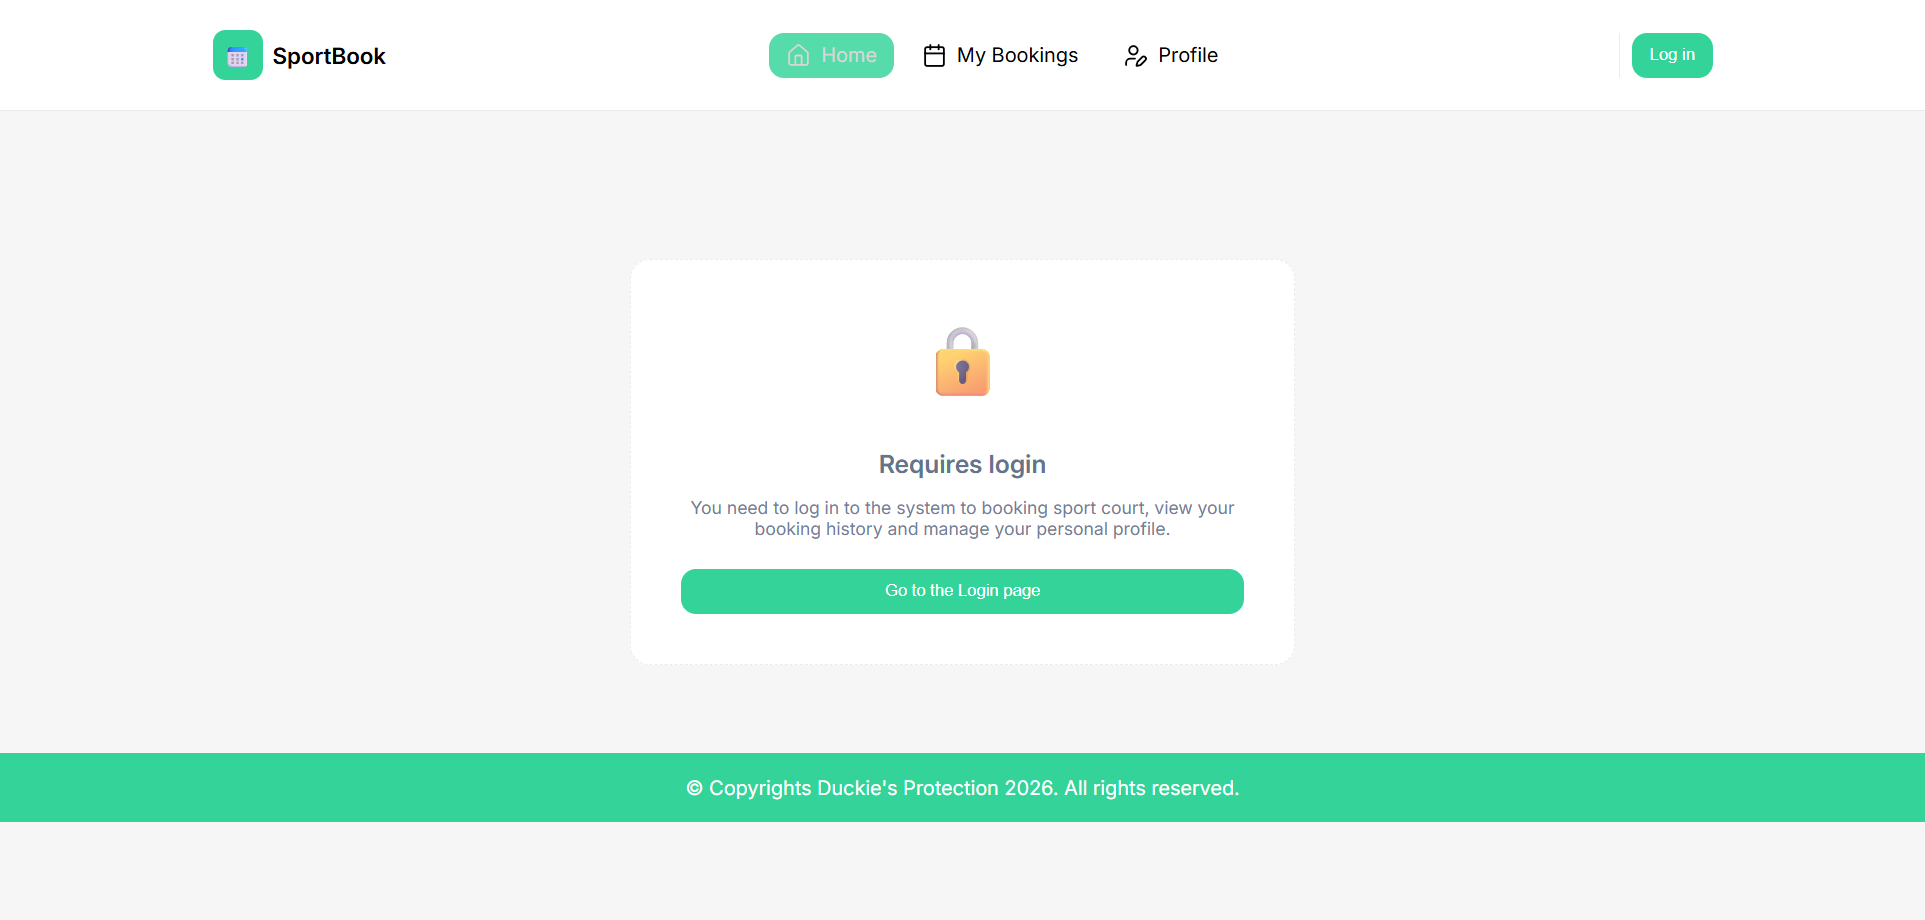 SportBook
Home
My Bookings
Profile
Log in
Requires login
You need to log in to the system to booking sport court, view your
booking history and manage your personal profile.
Go to the Login page
© Copyrights Duckie's Protection 2026. All rights reserved.